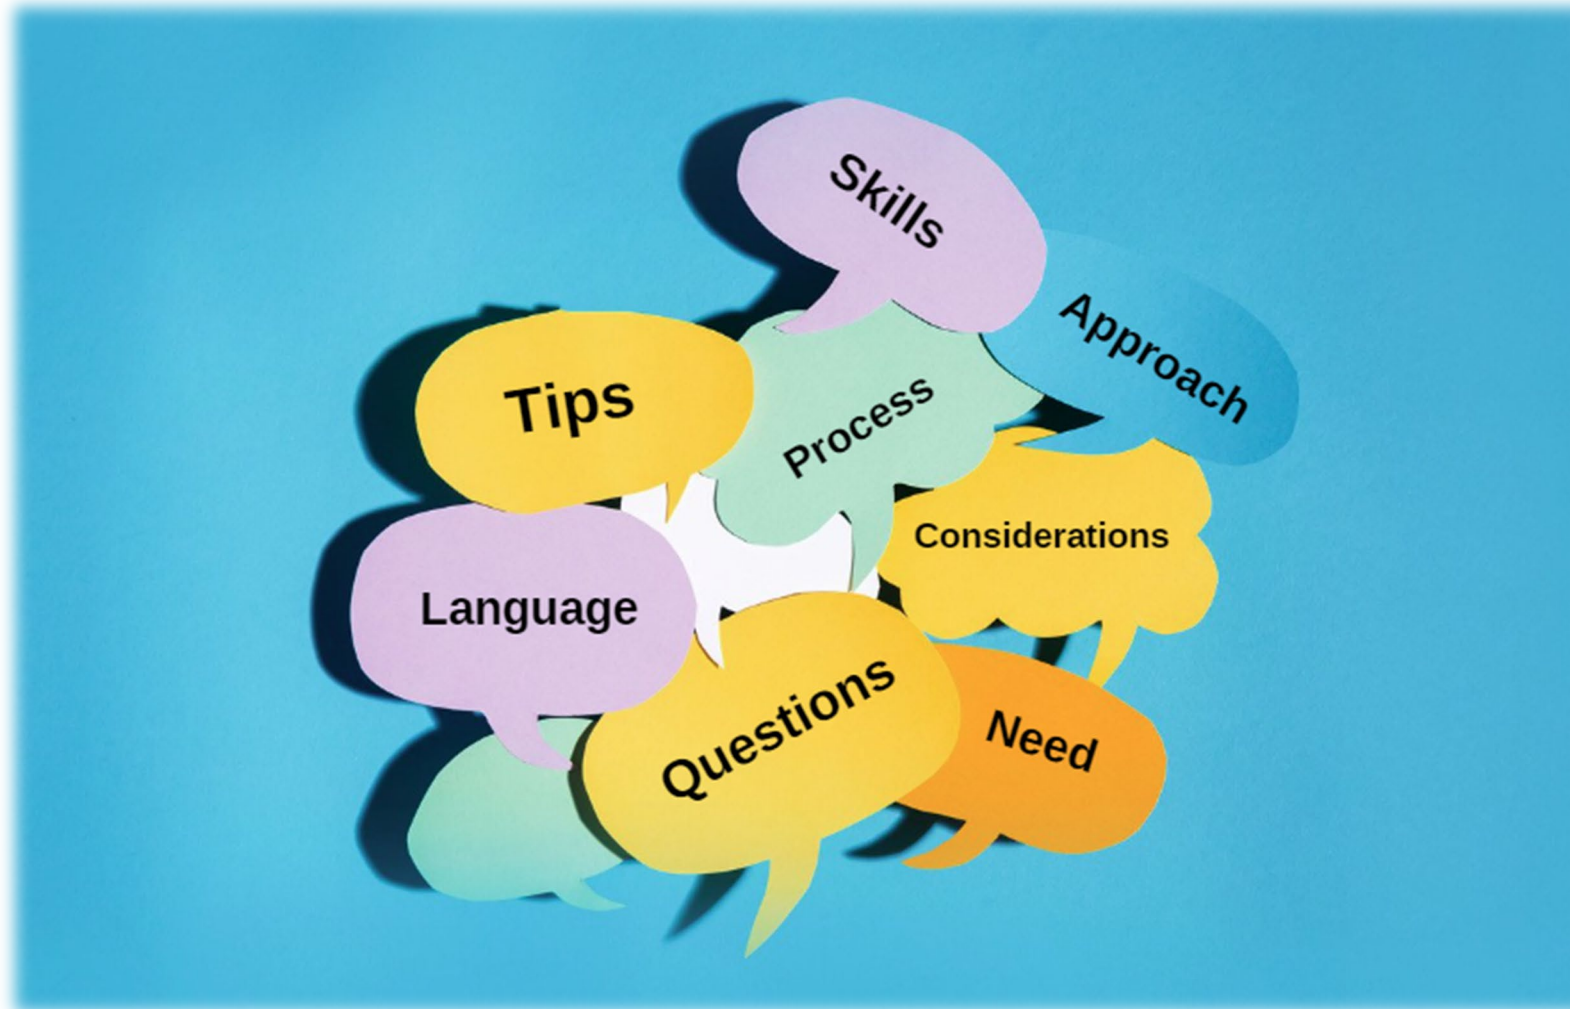 Skills
Approach
Tips
Process
Considerations
Language
Questions
Need